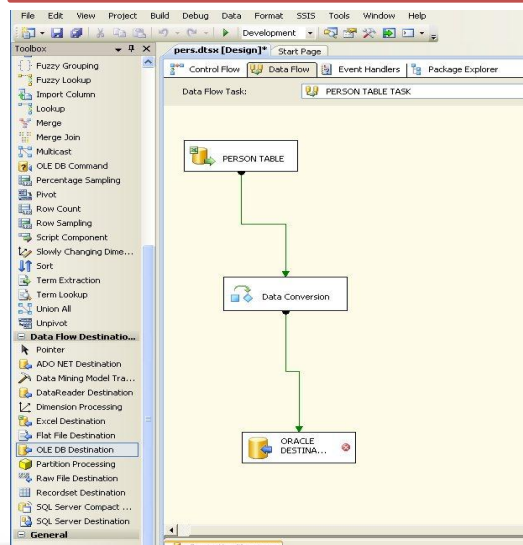 File Edit View Project Build Debug Data Format SSIS Tools Window Help
Development
Toolbox
Fuzzy Grouping
Fuzzy Lookup
Import Column
Lookup
Merge
Merge Join
Multicast
OLE DB Command
Percentage Sampling
Pivot
Row Count
Row Sampling
Script Component
Slowly Changing Dime...
Sort
Term Extraction
Term Lookup
Union All
Unpivot
Data Flow Destinatio...
Pointer
ADO NET Destination
Data Mining Model Tra...
DataReader Destination
Dimension Processing
Excel Destination
Flat File Destination
OLE DB Destination
Partition Processing
Raw File Destination
Recordset Destination
SQL Server Compact ...
SQL Server Destination
General
pers.dtsx [Design]* Start Page
Control Flow Data Flow Event Handlers Package Explorer
Data Flow Task: PERSON TABLE TASK
PERSON TABLE
Data Conversion
ORACLE
DESTINA...